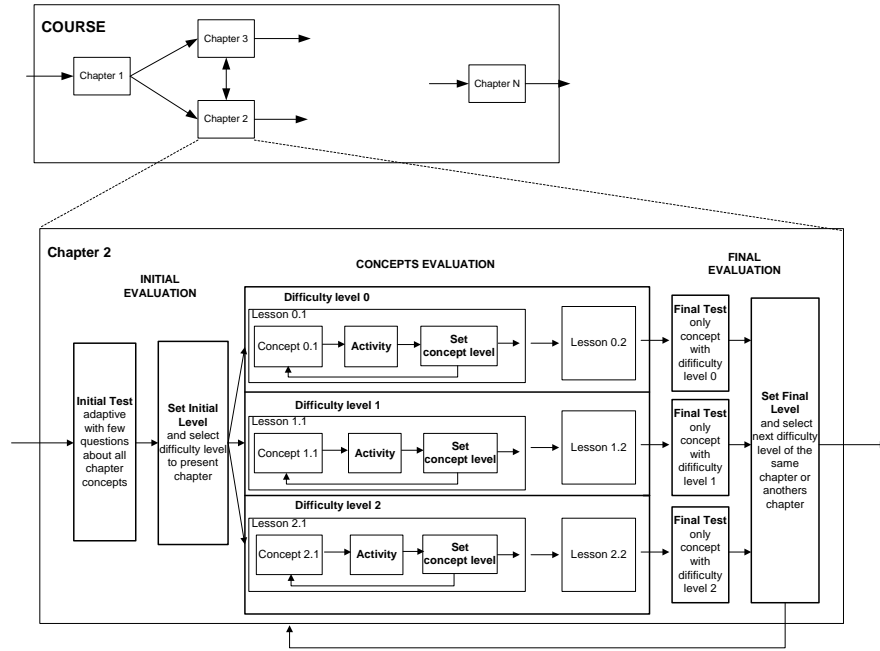 COURSE
Chapter 3
Chapter 1
Chapter N
Chapter 2
Chapter 2
INITIAL
EVALUATION
CONCEPTS EVALUATION
FINAL
EVALUATION
Initial Test
adaptive
with few
questions
about all
chapter
concepts
Set Initial
Level
and select
difficulty level
to present
chapter
Difficulty level 0
Lesson 0.1
Concept 0.1
Activity
Set
concept level
Lesson 0.2
Difficulty level 1
Lesson 1.1
Concept 1.1
Activity
Set
concept level
Lesson 1.2
Difficulty level 2
Lesson 2.1
Concept 2.1
Activity
Set
concept level
Lesson 2.2
Final Test
only
concept
with
dififficulty
level 0
Final Test
only
concept
with
dififficulty
level 1
Final Test
only
concept
with
dififficulty
level 2
Set Final
Level
and select
next difficulty
level of the
same
chapter or
anothers
chapter